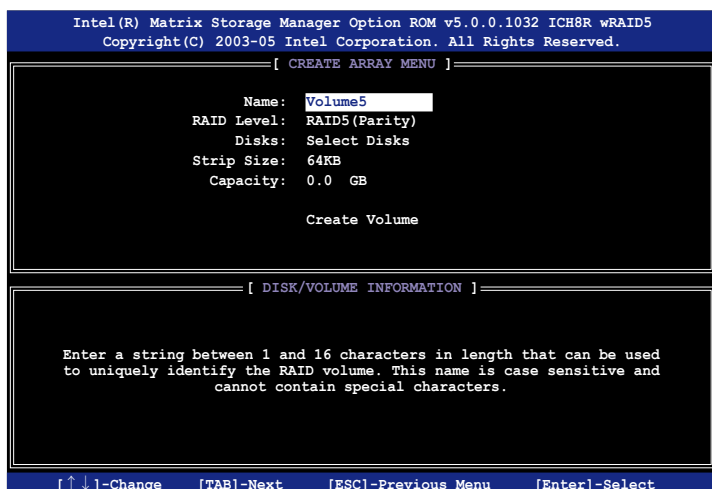 Intel(R) Matrix Storage Manager Option ROM v5.0.0.1032 ICH8R wRAID5
Copyright(C) 2003-05 Intel Corporation. All Rights Reserved.
[ CREATE ARRAY MENU ]
Name: Volume5
RAID Level: RAID5(Parity)
Disks: Select Disks
Strip Size: 64KB
Capacity: 0.0 GB
Create Volume
[ DISK/VOLUME INFORMATION ]
Enter a string between 1 and 16 characters in length that can be used
to uniquely identify the RAID volume. This name is case sensitive and
cannot contain special characters.
[↑↓]-Change [TAB]-Next [ESC]-Previous Menu [Enter]-Select